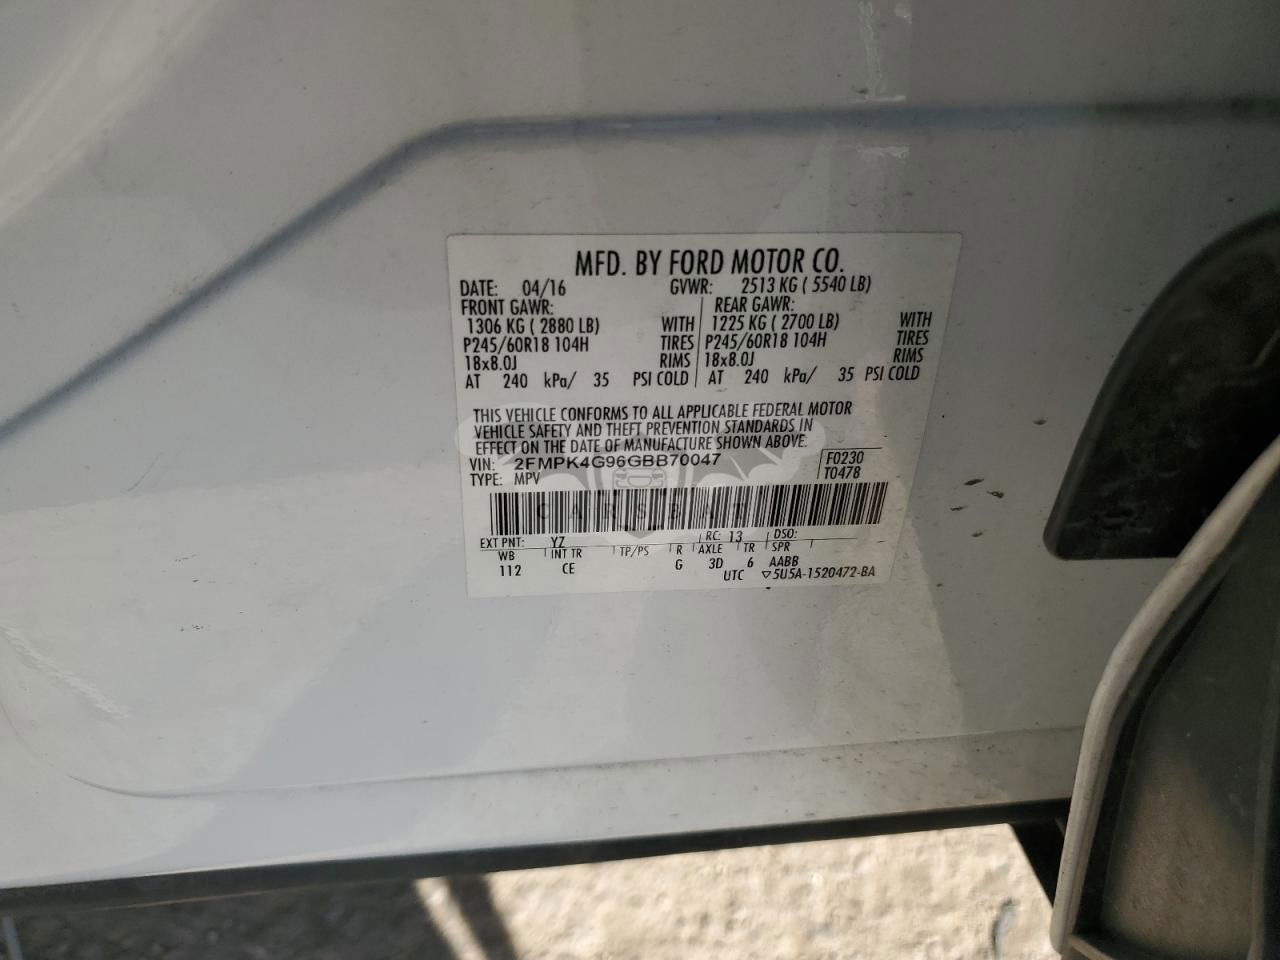 MFD. BY FORD MOTOR CO.
DATE: 04/16 GVWR: 2513 KG ( 5540 LB)
FRONT GAWR: REAR GAWR:
1306 KG ( 2880 LB) WITH 1225 KG ( 2700 LB) WITH
P245/60R18 104H TIRES P245/60R18 104H TIRES
18x8.0J RIMS 18x8.0J RIMS
AT 240 kPa/ 35 PSI COLD AT 240 kPa/ 35 PSI COLD
THIS VEHICLE CONFORMS TO ALL APPLICABLE FEDERAL MOTOR
VEHICLE SAFETY AND THEFT PREVENTION STANDARDS IN
EFFECT ON THE DATE OF MANUFACTURE SHOWN ABOVE.
VIN: 2FMPK4G96GBB70047 F0230
TYPE: MPV T0478
CARSBAT
EXT PNT: YZ RC: 13 DSO:
WB INT TR TP/PS R AXLE TR SPR
112 CE G 3D 6 AABB
UTC ▽5U5A-1520472-BA